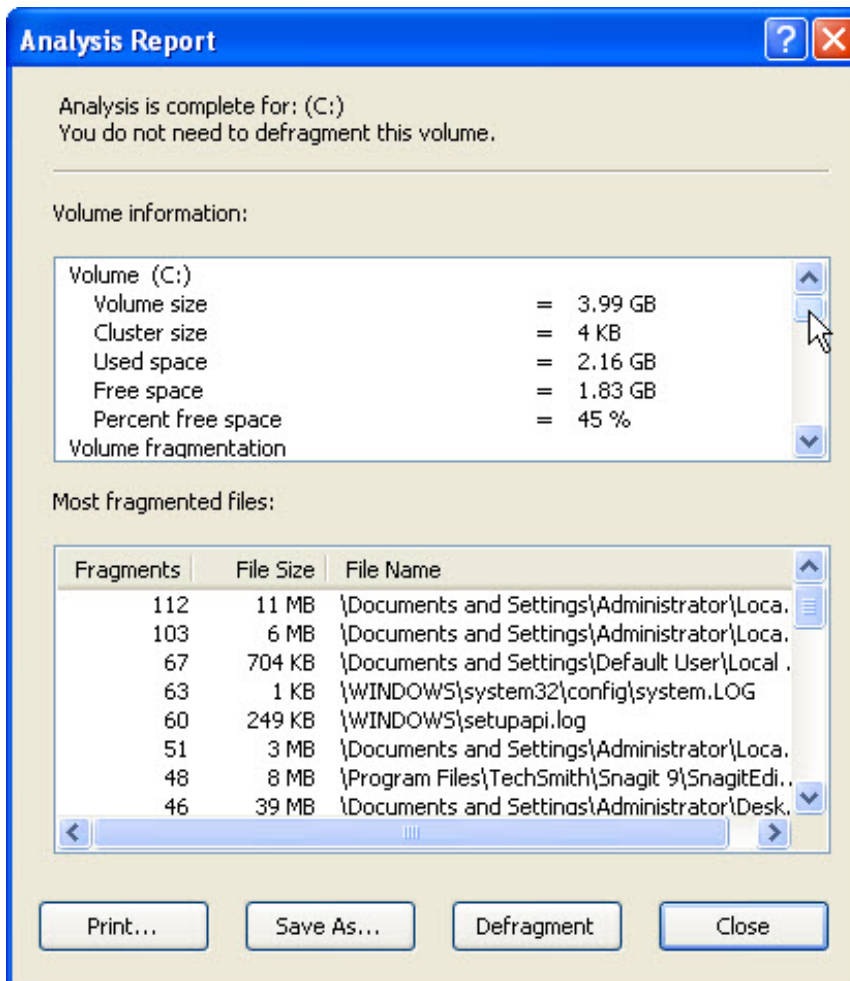 Analysis Report
Analysis is complete for: (C:)
You do not need to defragment this volume.
Volume information:
Volume (C:)
Volume size = 3.99 GB
Cluster size = 4 KB
Used space = 2.16 GB
Free space = 1.83 GB
Percent free space = 45 %
Volume fragmentation
Most fragmented files:
Fragments File Size File Name
112 11 MB \Documents and Settings\Administrator\Loca.
103 6 MB \Documents and Settings\Administrator\Loca.
67 704 KB \Documents and Settings\Default User\Local .
63 1 KB \WINDOWS\system32\config\system.LOG
60 249 KB \WINDOWS\setupapi.log
51 3 MB \Documents and Settings\Administrator\Loca.
48 8 MB \Program Files\TechSmith\Snagit 9\SnagitEdi..
46 39 MB \Documents and Settings\Administrator\Desk.
Print... Save As... Defragment Close